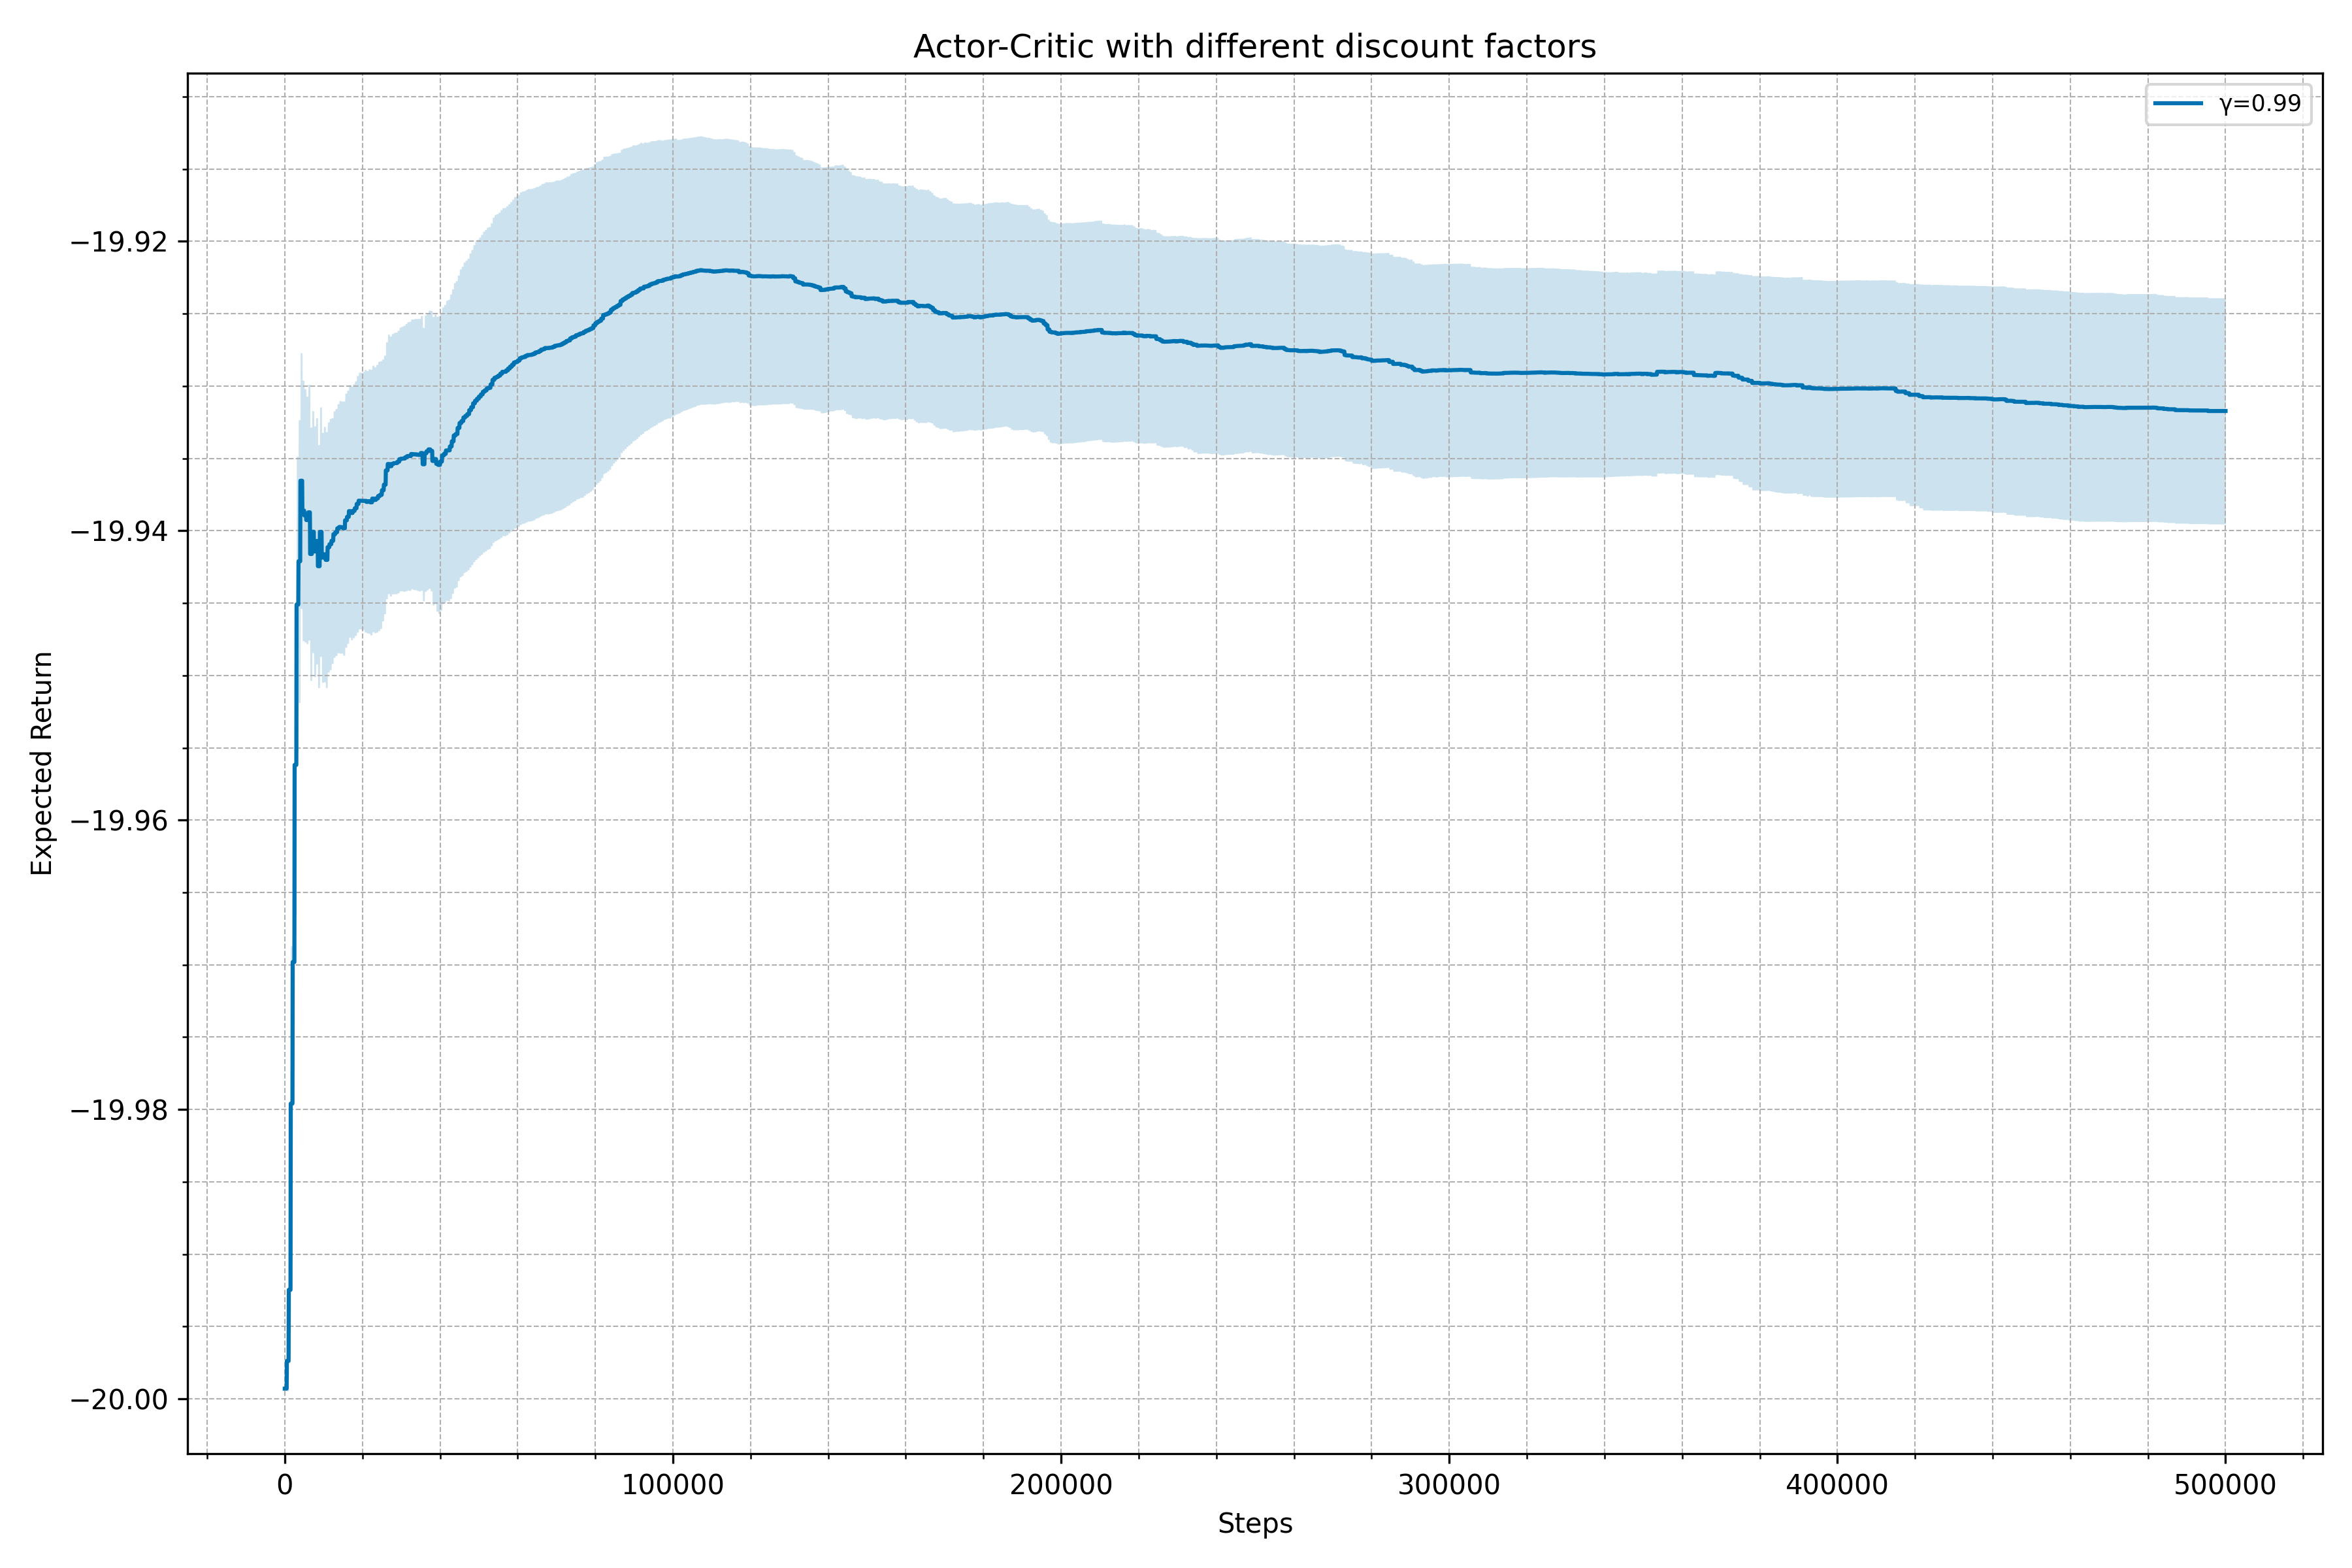 Actor-Critic with different discount factors
γ=0.99
−19.92
−19.94
−19.96
−19.98
−20.00
Expected Return
0
100000
200000
300000
400000
500000
Steps